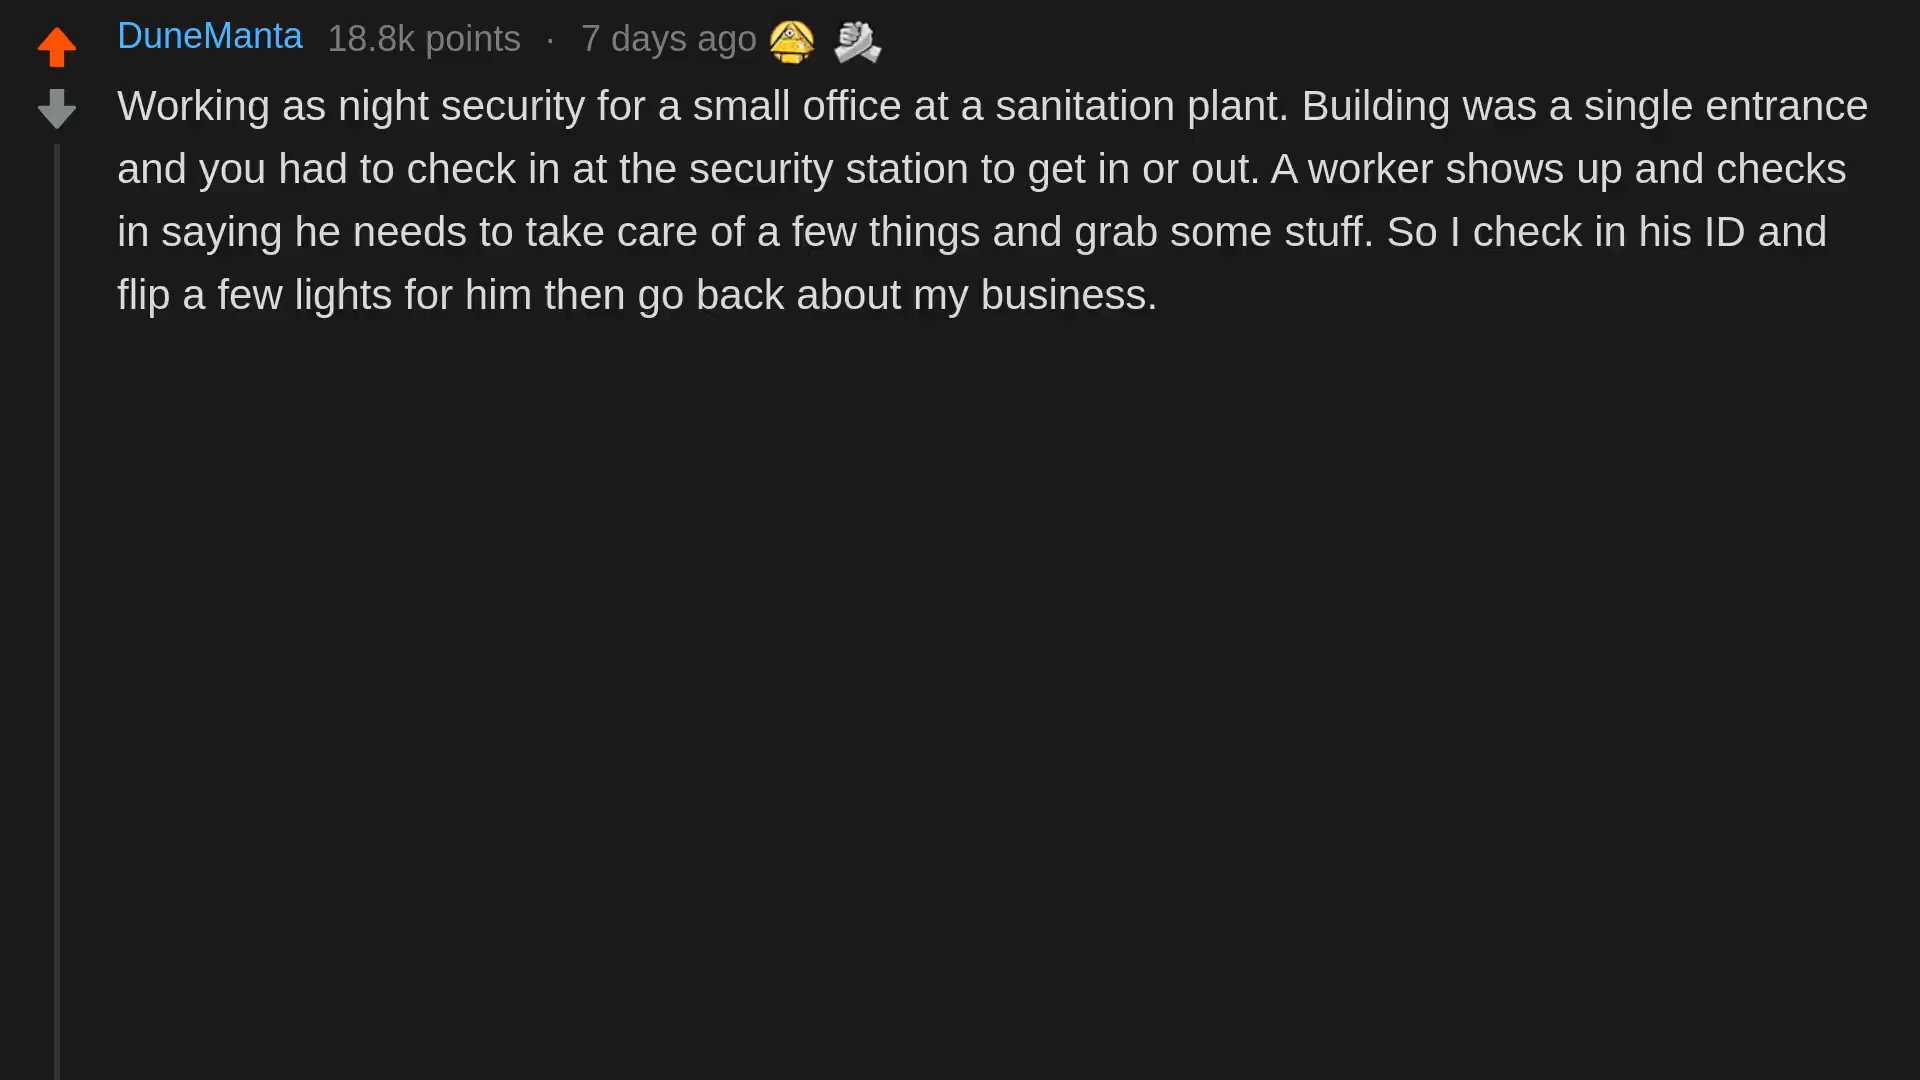 DuneManta 18.8k points · 7 days ago
Working as night security for a small office at a sanitation plant. Building was a single entrance
and you had to check in at the security station to get in or out. A worker shows up and checks
in saying he needs to take care of a few things and grab some stuff. So I check in his ID and
flip a few lights for him then go back about my business.